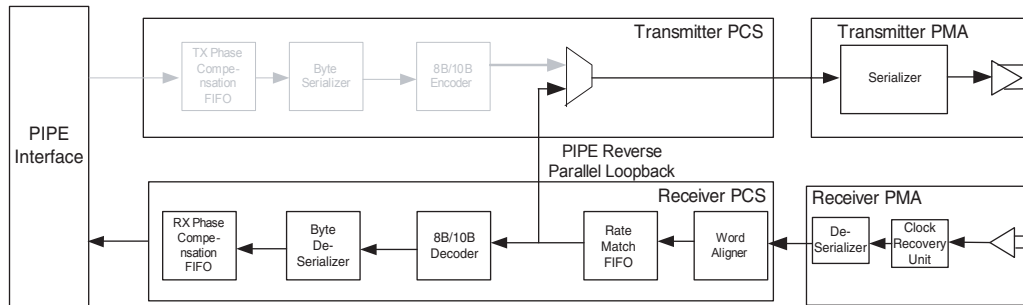 Transmitter PCS
Transmitter PMA
TX Phase
Compe-
nsation
FIFO
Byte
Serializer
8B/10B
Encoder
Serializer
PIPE
Interface
PIPE Reverse
Parallel Loopback
Receiver PCS
Receiver PMA
RX Phase
Compe-
nsation
FIFO
Byte
De-
Serializer
8B/10B
Decoder
Rate
Match
FIFO
Word
Aligner
De-
Serializer
Clock
Recovery
Unit